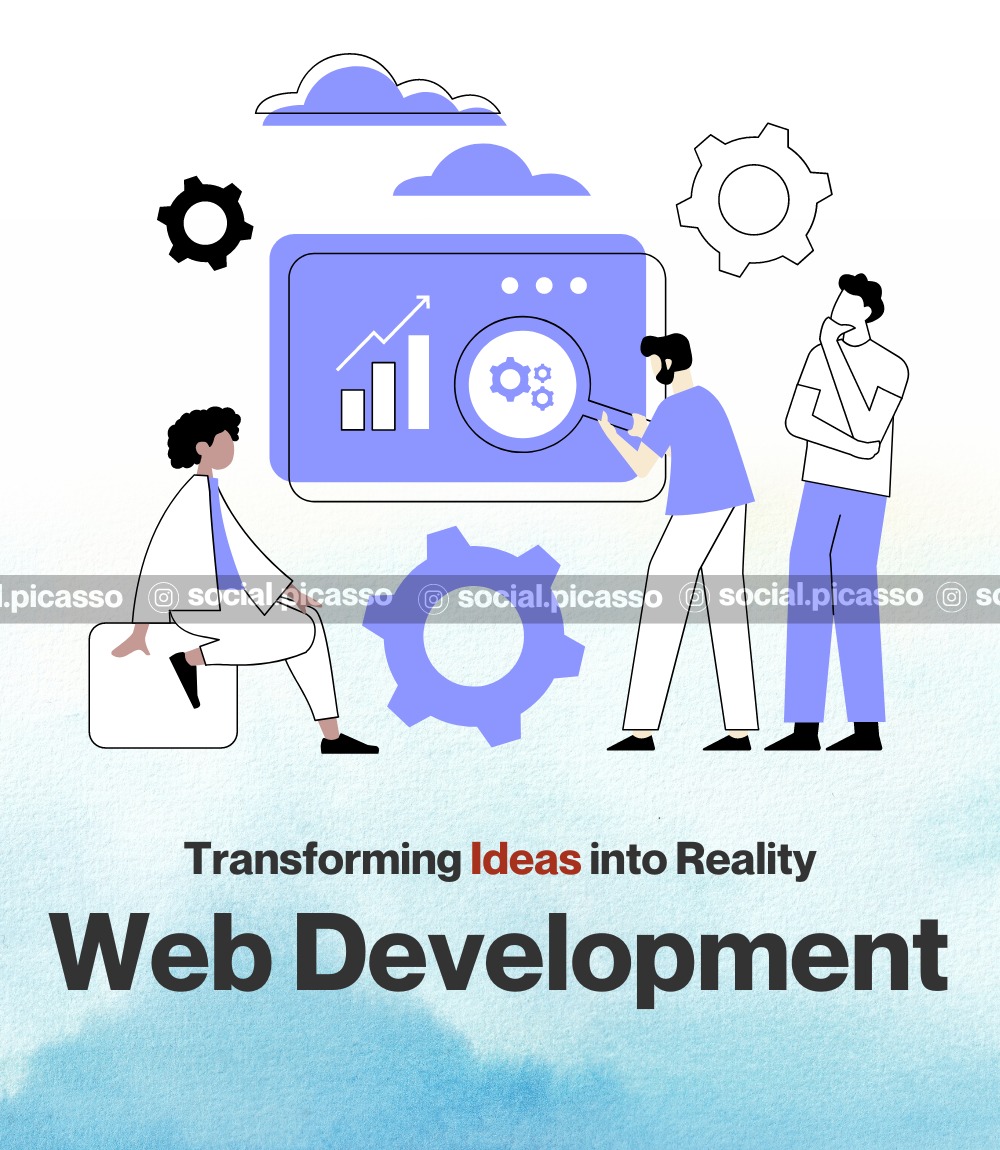 l.picasso social.picasso social.picasso social.picasso so
Transforming Ideas into Reality
Web Development